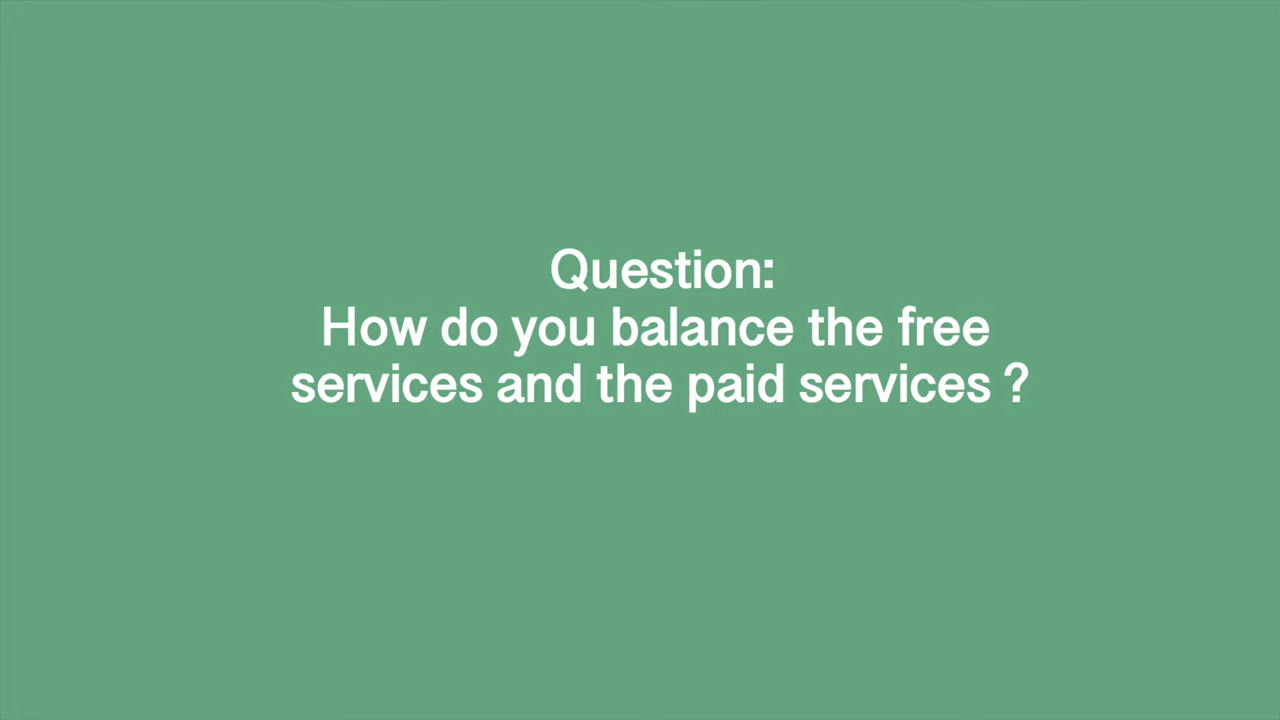 Question:
How do you balance the free
services and the paid services ?